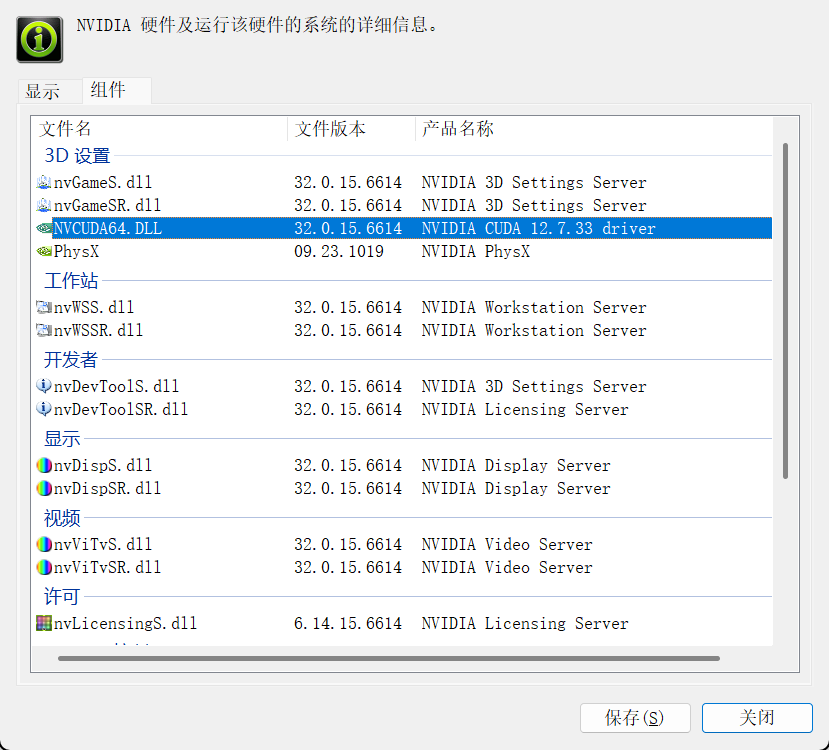 NVIDIA 硬件及运行该硬件的系统的详细信息。
显示 组件
文件名 文件版本 产品名称
3D 设置
nvGameS.dll 32.0.15.6614 NVIDIA 3D Settings Server
nvGameSR.dll 32.0.15.6614 NVIDIA 3D Settings Server
NVCUDA64.DLL 32.0.15.6614 NVIDIA CUDA 12.7.33 driver
PhysX 09.23.1019 NVIDIA PhysX
工作站
nvWSS.dll 32.0.15.6614 NVIDIA Workstation Server
nvWSSR.dll 32.0.15.6614 NVIDIA Workstation Server
开发者
nvDevToolS.dll 32.0.15.6614 NVIDIA 3D Settings Server
nvDevToolSR.dll 32.0.15.6614 NVIDIA Licensing Server
显示
nvDispS.dll 32.0.15.6614 NVIDIA Display Server
nvDispSR.dll 32.0.15.6614 NVIDIA Display Server
视频
nvViTvS.dll 32.0.15.6614 NVIDIA Video Server
nvViTvSR.dll 32.0.15.6614 NVIDIA Video Server
许可
nvLicensingS.dll 6.14.15.6614 NVIDIA Licensing Server
保存(S) 关闭